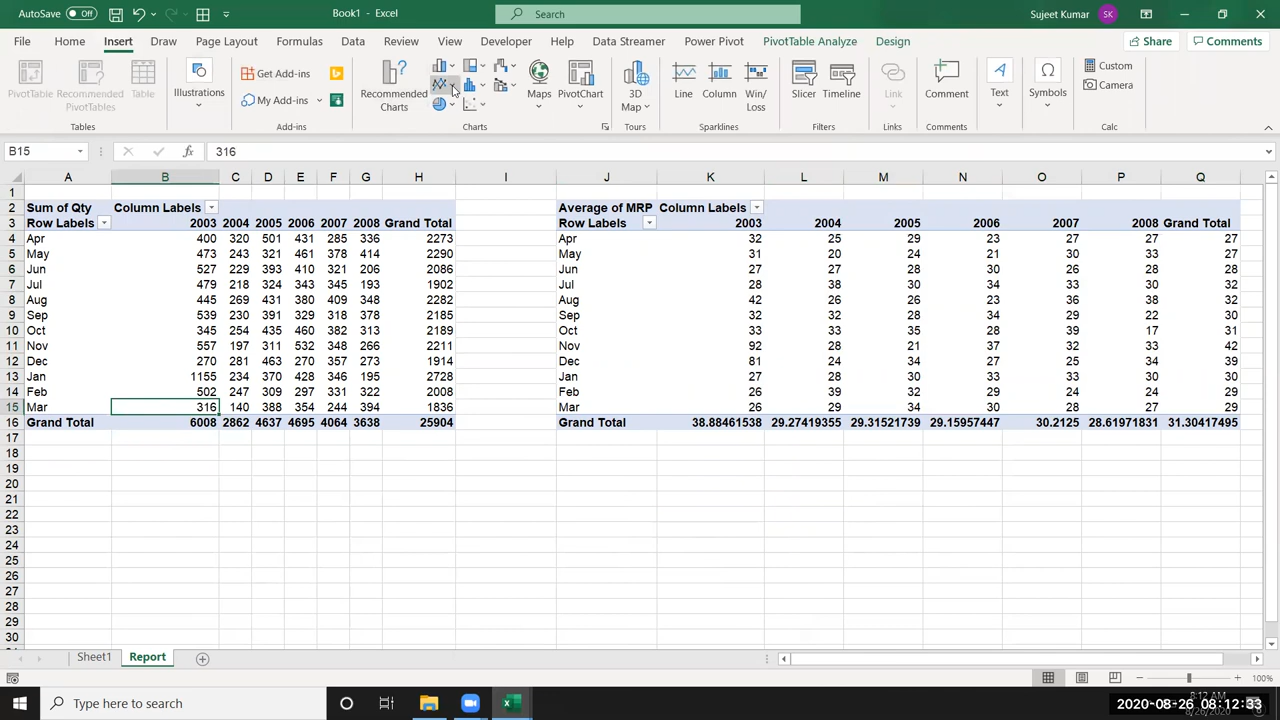 AutoSave Off Book1 - Excel Search Sujeet Kumar SK
File Home Insert Draw Page Layout Formulas Data Review View Developer Help Data Streamer Power Pivot PivotTable Analyze Design Share Comments
PivotTable Recommended PivotTables Table Illustrations Get Add-ins My Add-ins Recommended Charts Maps PivotChart 3D Map Line Column Win/Loss Slicer Timeline Link Comment Text Symbols Custom Camera
Tables Add-ins Charts Tours Sparklines Filters Links Comments Calc
B15 fx 316
A B C D E F G H I J K L M N O P Q
1
2 Sum of Qty Column Labels Average of MRP Column Labels
3 Row Labels 2003 2004 2005 2006 2007 2008 Grand Total Row Labels 2003 2004 2005 2006 2007 2008 Grand Total
4 Apr 400 320 501 431 285 336 2273 Apr 32 25 29 23 27 27 27
5 May 473 243 321 461 378 414 2290 May 31 20 24 21 30 33 27
6 Jun 527 229 393 410 321 206 2086 Jun 27 27 28 30 26 28 28
7 Jul 479 218 324 343 345 193 1902 Jul 28 38 30 34 30 30 32
8 Aug 445 269 431 380 409 348 2282 Aug 42 26 26 23 36 38 32
9 Sep 539 230 391 329 318 378 2185 Sep 32 32 28 34 29 22 30
10 Oct 345 254 435 460 382 313 2189 Oct 33 33 35 28 39 17 31
11 Nov 557 197 311 532 348 266 2211 Nov 92 28 21 37 31 33 42
12 Dec 270 281 463 270 357 273 1914 Dec 81 24 34 27 25 34 39
13 Jan 1155 234 370 428 346 195 2728 Jan 27 28 30 33 33 30 30
14 Feb 502 247 309 297 331 322 2008 Feb 26 39 32 29 24 24 29
15 Mar 316 140 388 354 244 394 1836 Mar 26 29 34 30 28 27 29
16 Grand Total 6008 2862 4637 4695 4064 3638 25904 Grand Total 38.88461538 29.27419355 29.31521739 29.15957447 30.2125 28.61971831 31.30417495
17
18
19
20
21
22
23
24
25
26
27
28
29
30
Sheet1 Report
100%
Type here to search
2020-08-26 08:12:33